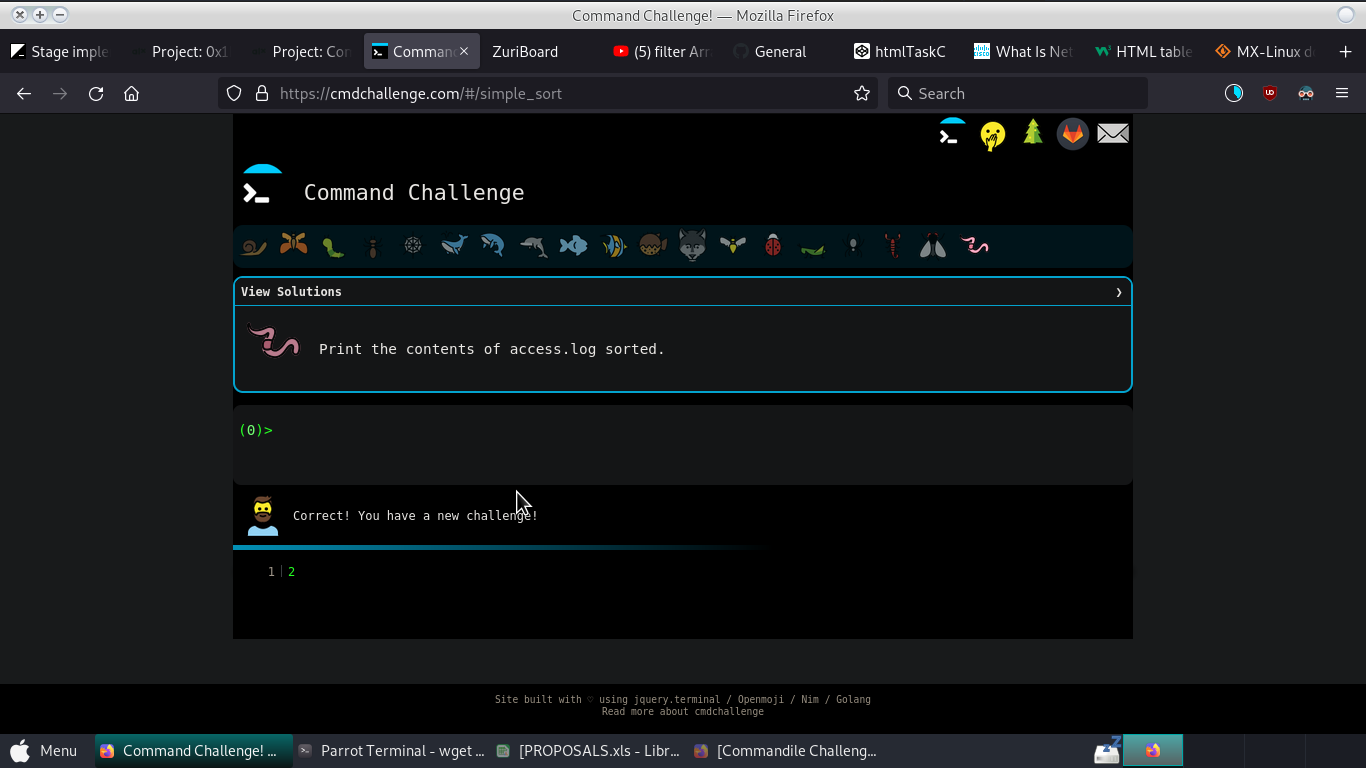 Command Challenge! — Mozilla Firefox
Stage imple
Project: 0x1
Project: Cor
Comman
ZuriBoard
(5) filter Arr
General
htmlTaskC
What Is Net
HTML table
MX-Linux d
https://cmdchallenge.com/#/simple_sort
Search
Command Challenge
View Solutions
Print the contents of access.log sorted.
(0)>
Correct! You have a new challenge!
1 2
Site built with ♡ using jquery.terminal / Openmoji / Nim / Golang
Read more about cmdchallenge
Menu
Command Challenge! ...
Parrot Terminal - wget ...
[PROPOSALS.xls - Libr...
[Commandile Challeng...